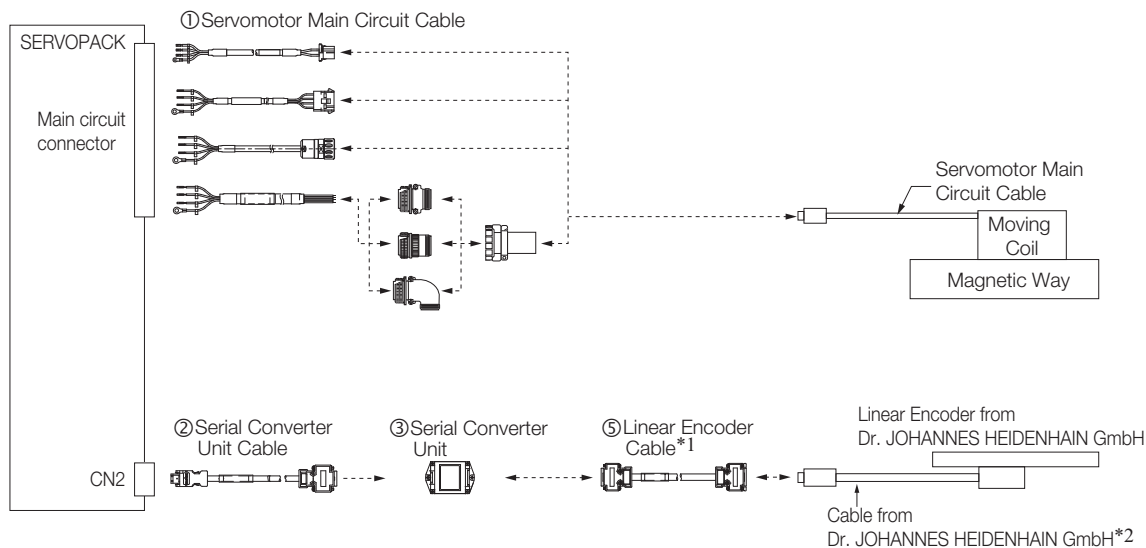 ①Servomotor Main Circuit Cable
SERVOPACK
Main circuit
connector
Servomotor Main
Circuit Cable
Moving
Coil
Magnetic Way
②Serial Converter
Unit Cable
③Serial Converter
Unit
⑤Linear Encoder
Cable*1
Linear Encoder from
Dr. JOHANNES HEIDENHAIN GmbH
CN2
Cable from
Dr. JOHANNES HEIDENHAIN GmbH*2